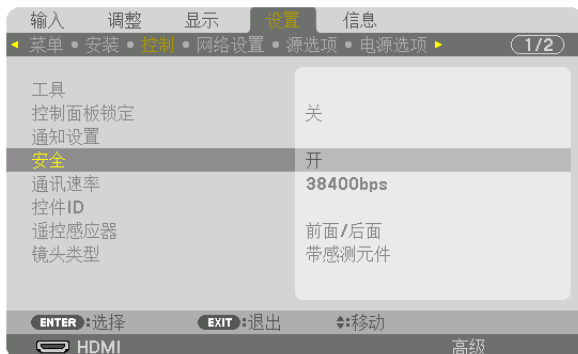 输入 调整 显示 设置 信息
◄ 菜单 • 安装 • 控制 • 网络设置 • 源选项 • 电源选项 ► 1/2
工具
控制面板锁定 关
通知设置
安全 开
通讯速率 38400bps
控件ID
遥控感应器 前面/后面
镜头类型 带感测元件
ENTER:选择 EXIT:退出 ♦:移动
HDMI 高级